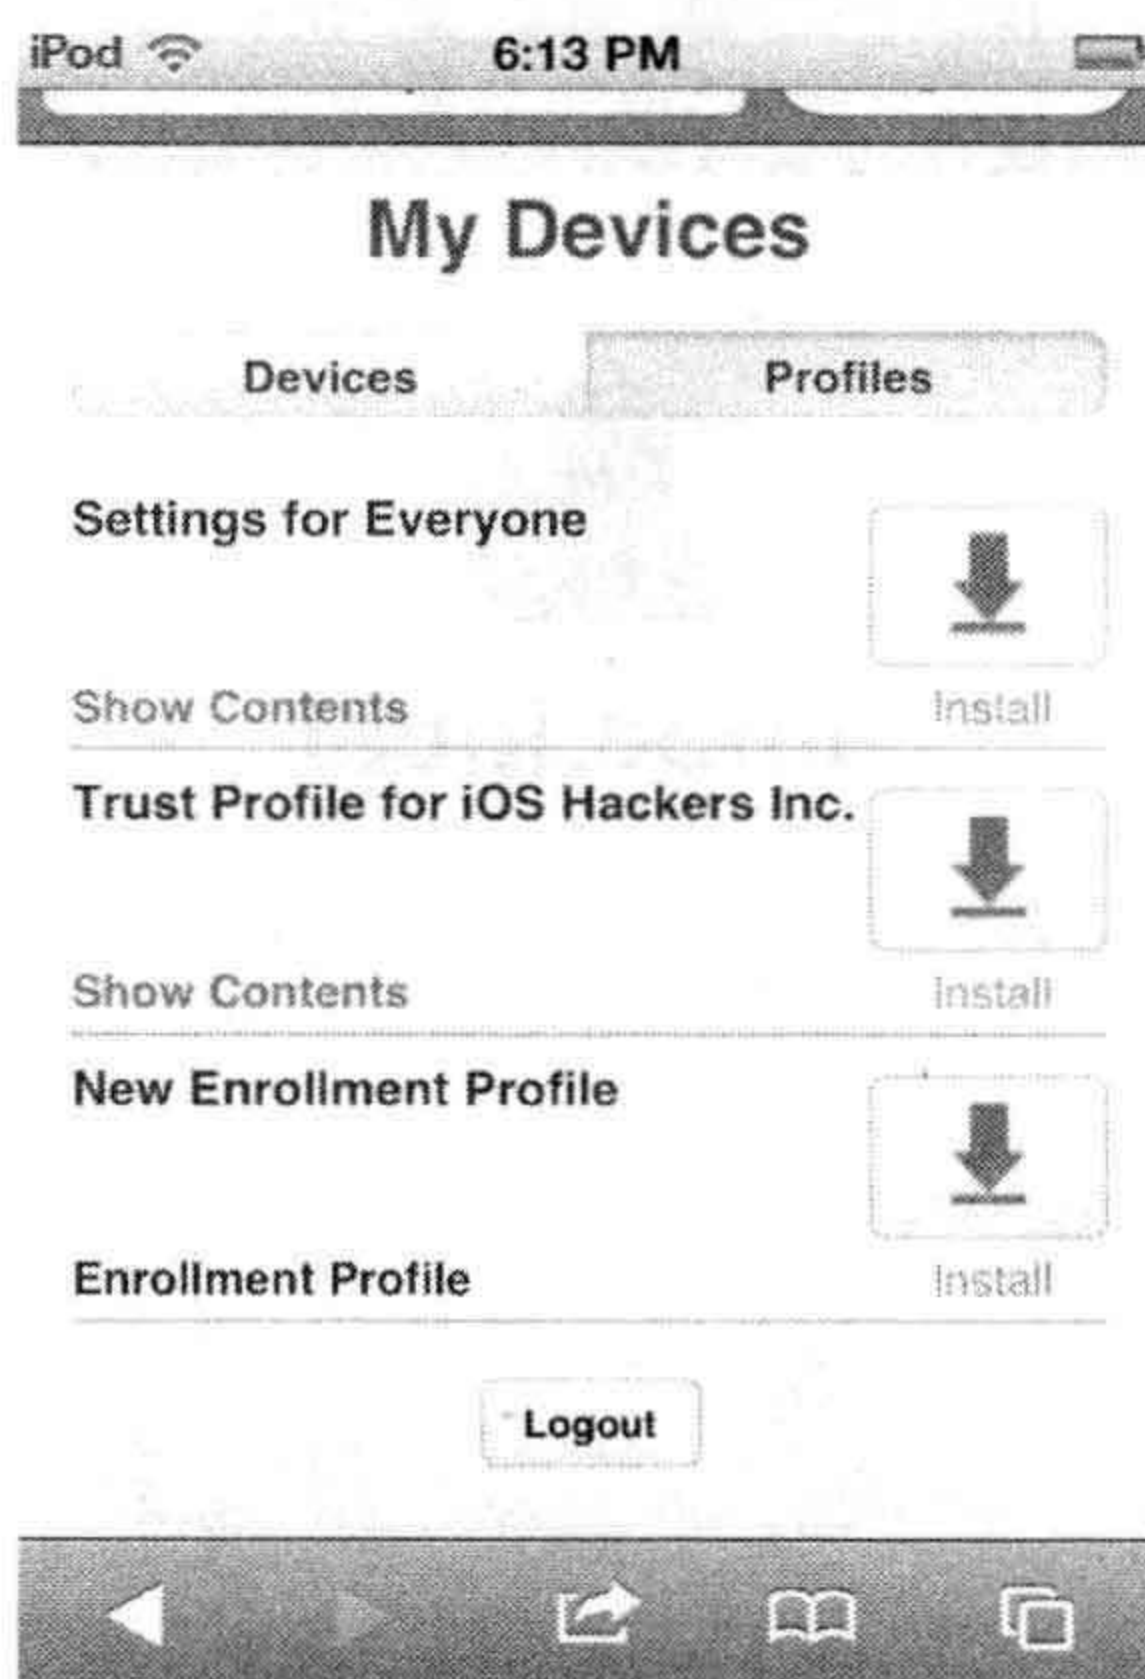 iPod 6:13 PM
My Devices
Devices Profiles
Settings for Everyone
Show Contents Install
Trust Profile for iOS Hackers Inc.
Show Contents Install
New Enrollment Profile
Enrollment Profile Install
Logout